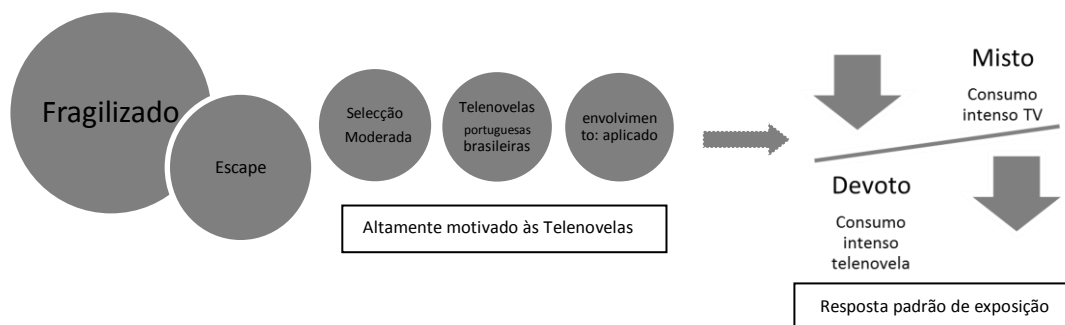 Fragilizado
Escape
Selecção
Moderada
Telenovelas
portuguesas
brasileiras
envolvimen
to: aplicado
Altamente motivado às Telenovelas
Misto
Consumo
intenso TV
Devoto
Consumo
intenso
telenovela
Resposta padrão de exposição